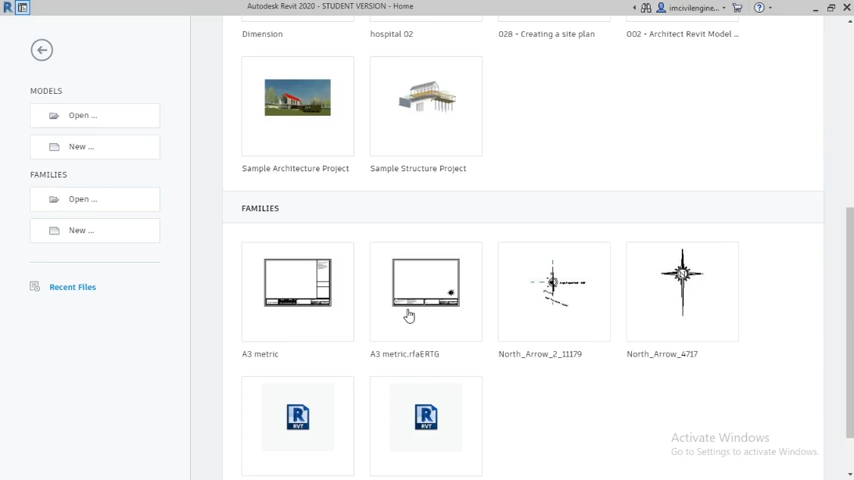 Autodesk Revit 2020 - STUDENT VERSION - Home
imcivilengine...
Dimension
hospital 02
028 - Creating a site plan
002 - Architect Revit Model ...
MODELS
Open ...
New ...
FAMILIES
Open ...
New ...
Recent Files
Sample Architecture Project
Sample Structure Project
FAMILIES
A3 metric
A3 metric.rfaERTG
North_Arrow_2_11179
North_Arrow_4717
R
RVT
R
RVT
Activate Windows
Go to Settings to activate Windows.